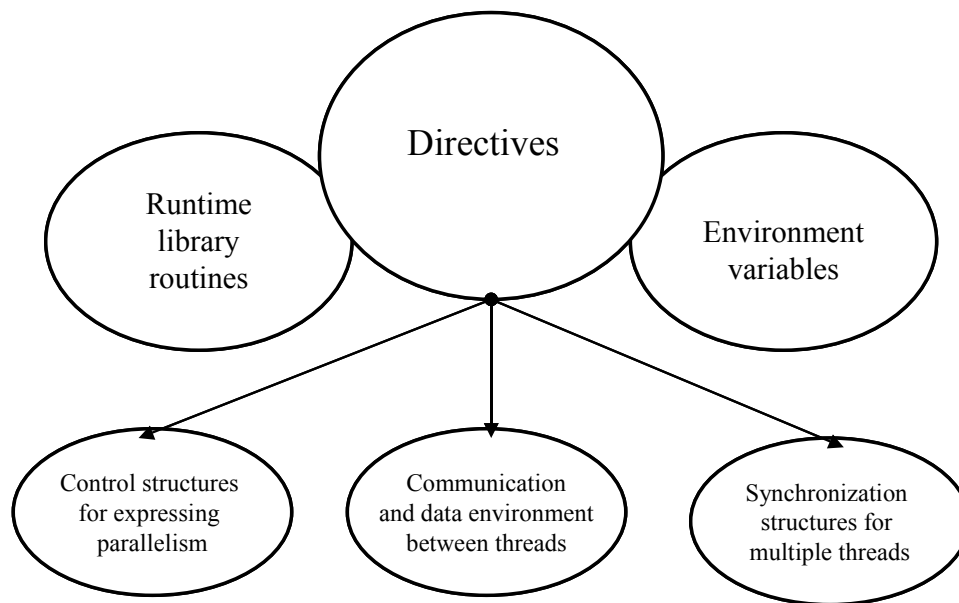 Directives
Runtime
library
routines
Environment
variables
Control structures
for expressing
parallelism
Communication
and data environment
between threads
Synchronization
structures for
multiple threads